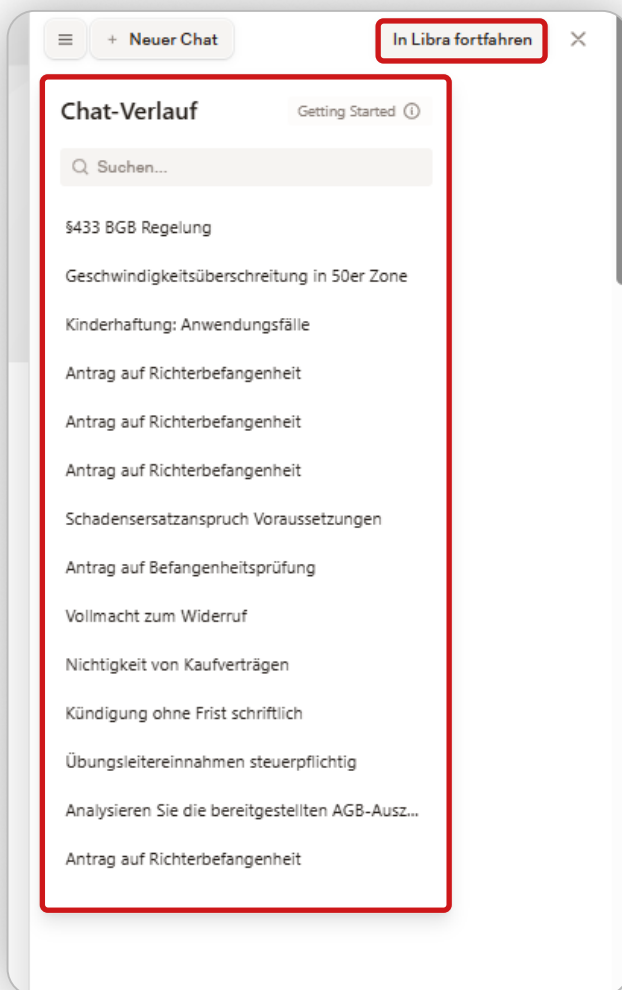 + Neuer Chat
In Libra fortfahren
Chat-Verlauf
Getting Started
Suchen...
§433 BGB Regelung
Geschwindigkeitsüberschreitung in 50er Zone
Kinderhaftung: Anwendungsfälle
Antrag auf Richterbefangenheit
Antrag auf Richterbefangenheit
Antrag auf Richterbefangenheit
Schadensersatzanspruch Voraussetzungen
Antrag auf Befangenheitsprüfung
Vollmacht zum Widerruf
Nichtigkeit von Kaufverträgen
Kündigung ohne Frist schriftlich
Übungsleitereinnahmen steuerpflichtig
Analysieren Sie die bereitgestellten AGB-Ausz...
Antrag auf Richterbefangenheit